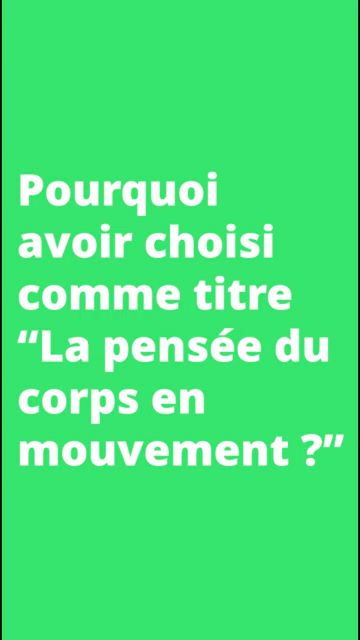 Pourquoi
avoir choisi
comme titre
“La pensée du
corps en
mouvement ?”